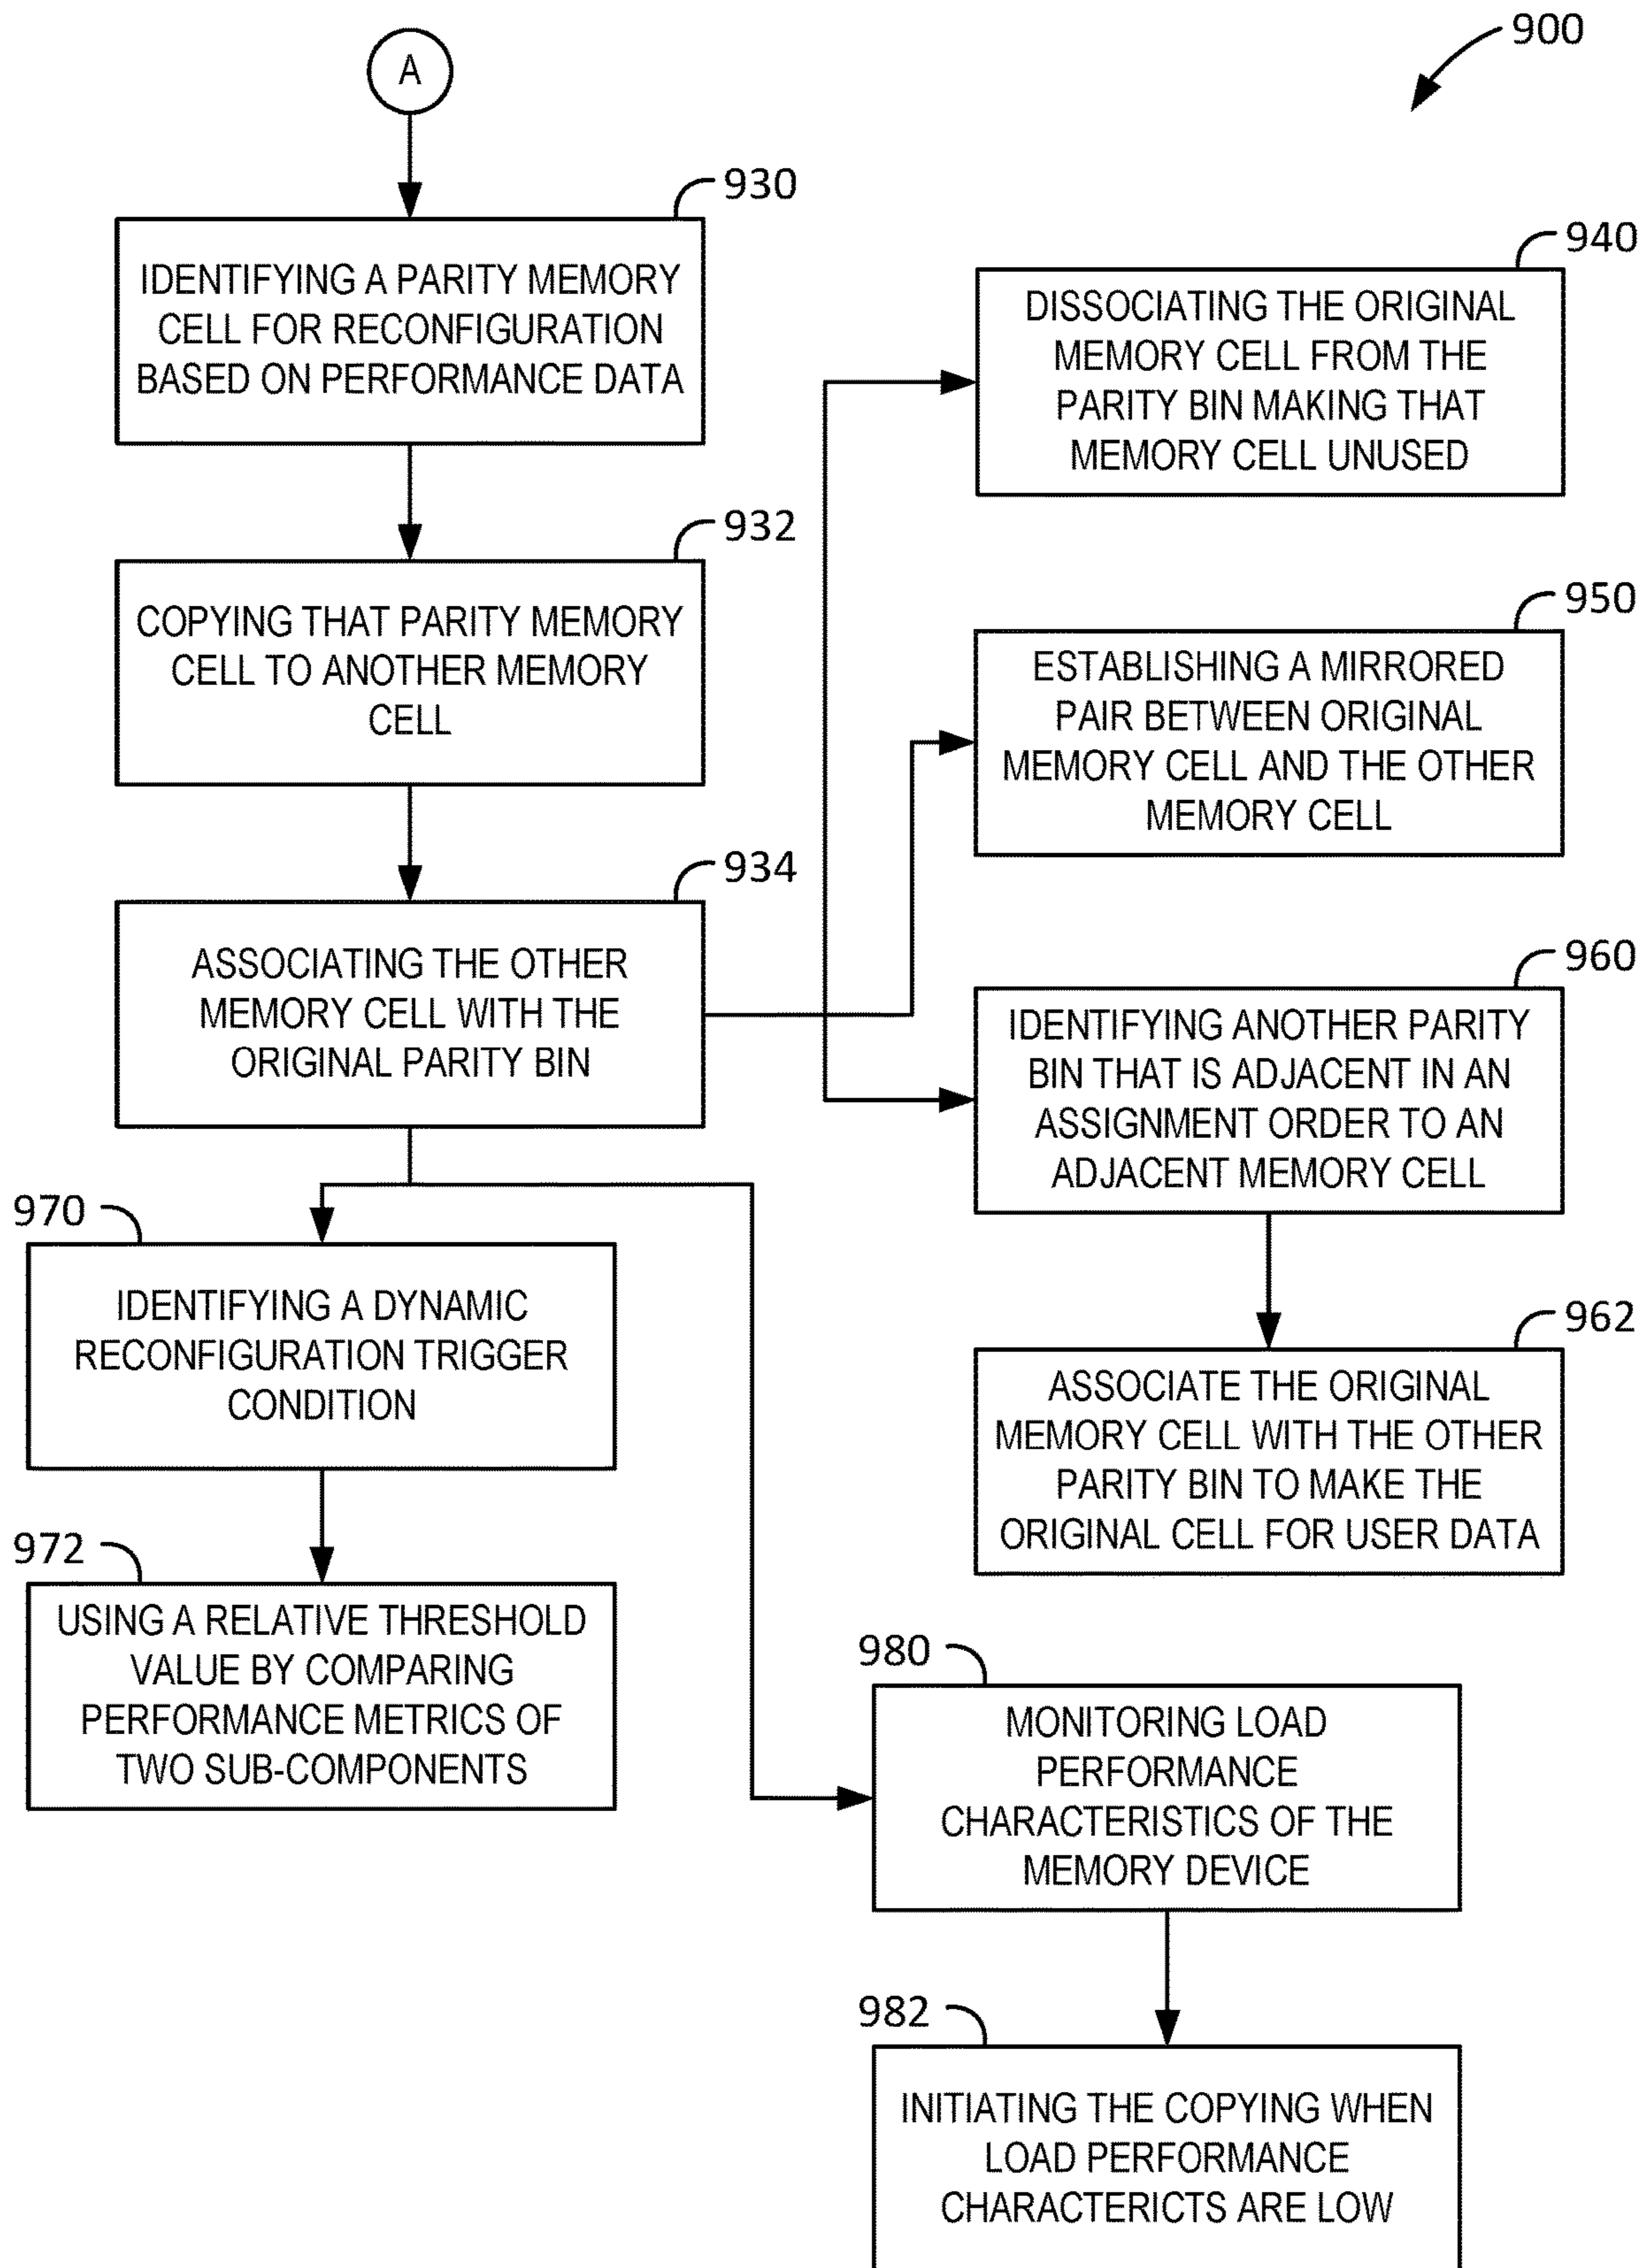 900
A
930
IDENTIFYING A PARITY MEMORY
CELL FOR RECONFIGURATION
BASED ON PERFORMANCE DATA
932
COPYING THAT PARITY MEMORY
CELL TO ANOTHER MEMORY
CELL
934
ASSOCIATING THE OTHER
MEMORY CELL WITH THE
ORIGINAL PARITY BIN
940
DISSOCIATING THE ORIGINAL
MEMORY CELL FROM THE
PARITY BIN MAKING THAT
MEMORY CELL UNUSED
950
ESTABLISHING A MIRRORED
PAIR BETWEEN ORIGINAL
MEMORY CELL AND THE OTHER
MEMORY CELL
960
IDENTIFYING ANOTHER PARITY
BIN THAT IS ADJACENT IN AN
ASSIGNMENT ORDER TO AN
ADJACENT MEMORY CELL
962
ASSOCIATE THE ORIGINAL
MEMORY CELL WITH THE OTHER
PARITY BIN TO MAKE THE
ORIGINAL CELL FOR USER DATA
970
IDENTIFYING A DYNAMIC
RECONFIGURATION TRIGGER
CONDITION
972
USING A RELATIVE THRESHOLD
VALUE BY COMPARING
PERFORMANCE METRICS OF
TWO SUB-COMPONENTS
980
MONITORING LOAD
PERFORMANCE
CHARACTERISTICS OF THE
MEMORY DEVICE
982
INITIATING THE COPYING WHEN
LOAD PERFORMANCE
CHARACTERICTS ARE LOW